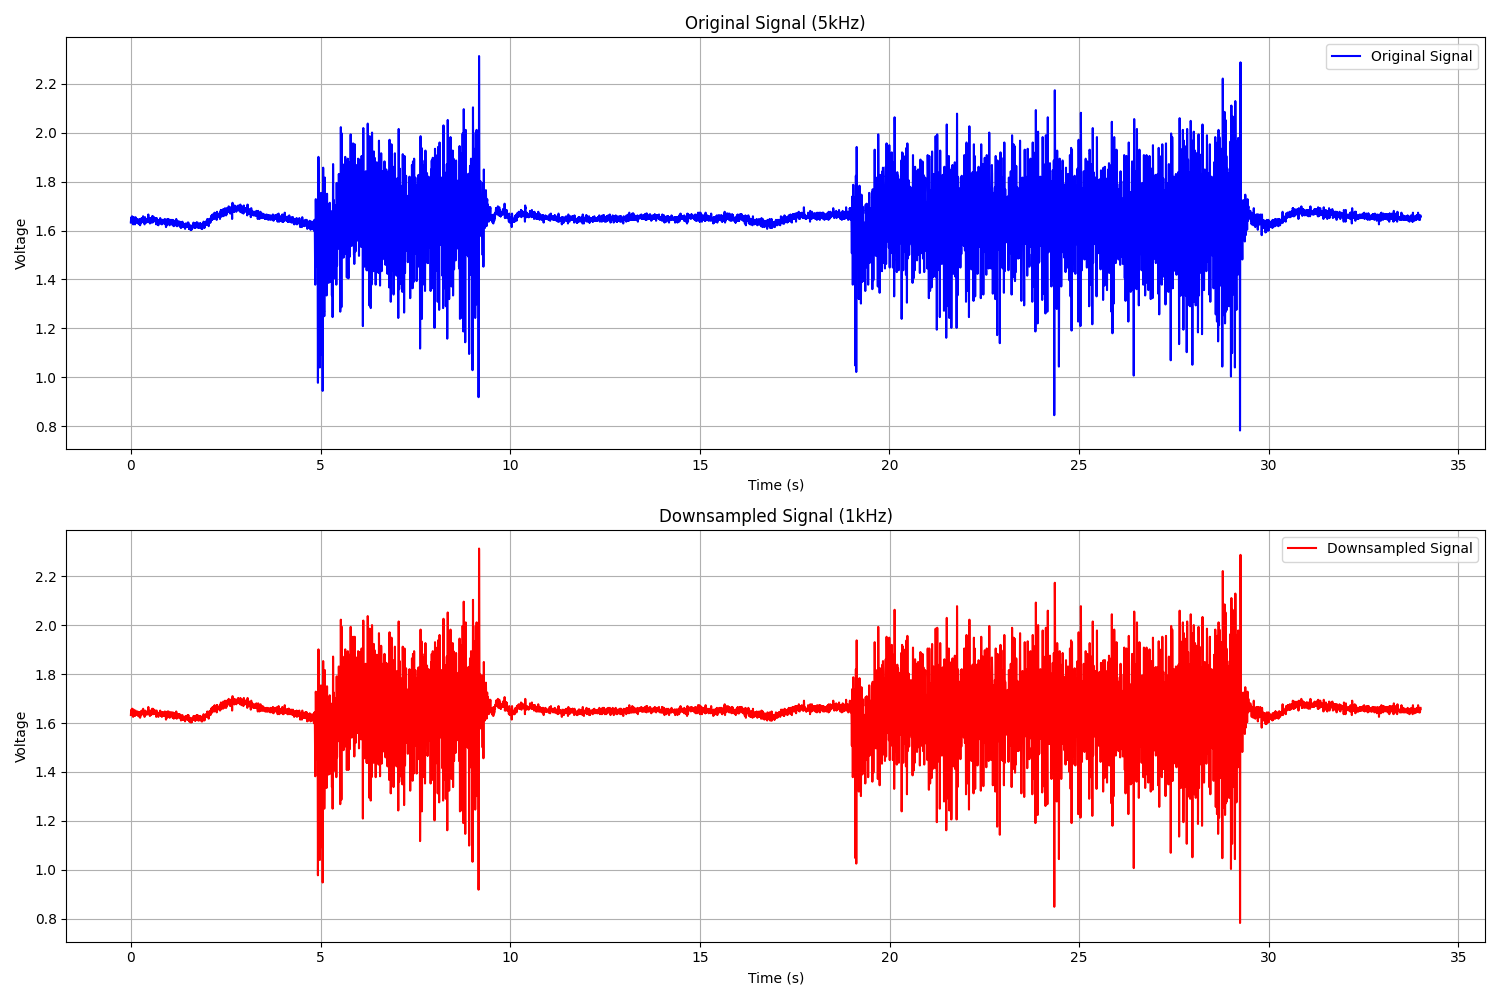 Original Signal (5kHz)
Original Signal
2.2
2.0
1.8
1.6
1.4
1.2
1.0
0.8
Voltage
0 5 10 15 20 25 30 35
Time (s)
Downsampled Signal (1kHz)
Downsampled Signal
2.2
2.0
1.8
1.6
1.4
1.2
1.0
0.8
Voltage
0 5 10 15 20 25 30 35
Time (s)